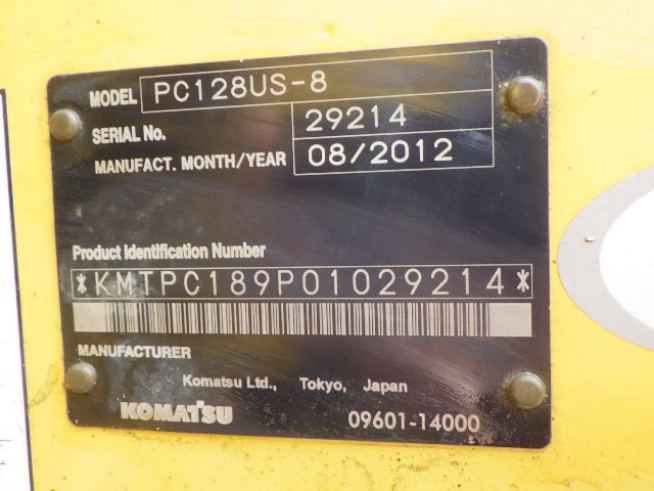 MODEL PC128US-8
SERIAL No. 29214
MANUFACT. MONTH/YEAR 08/2012
Product Identification Number
*KMTPC189P01029214*
MANUFACTURER
Komatsu Ltd., Tokyo, Japan
KOMATSU 09601-14000